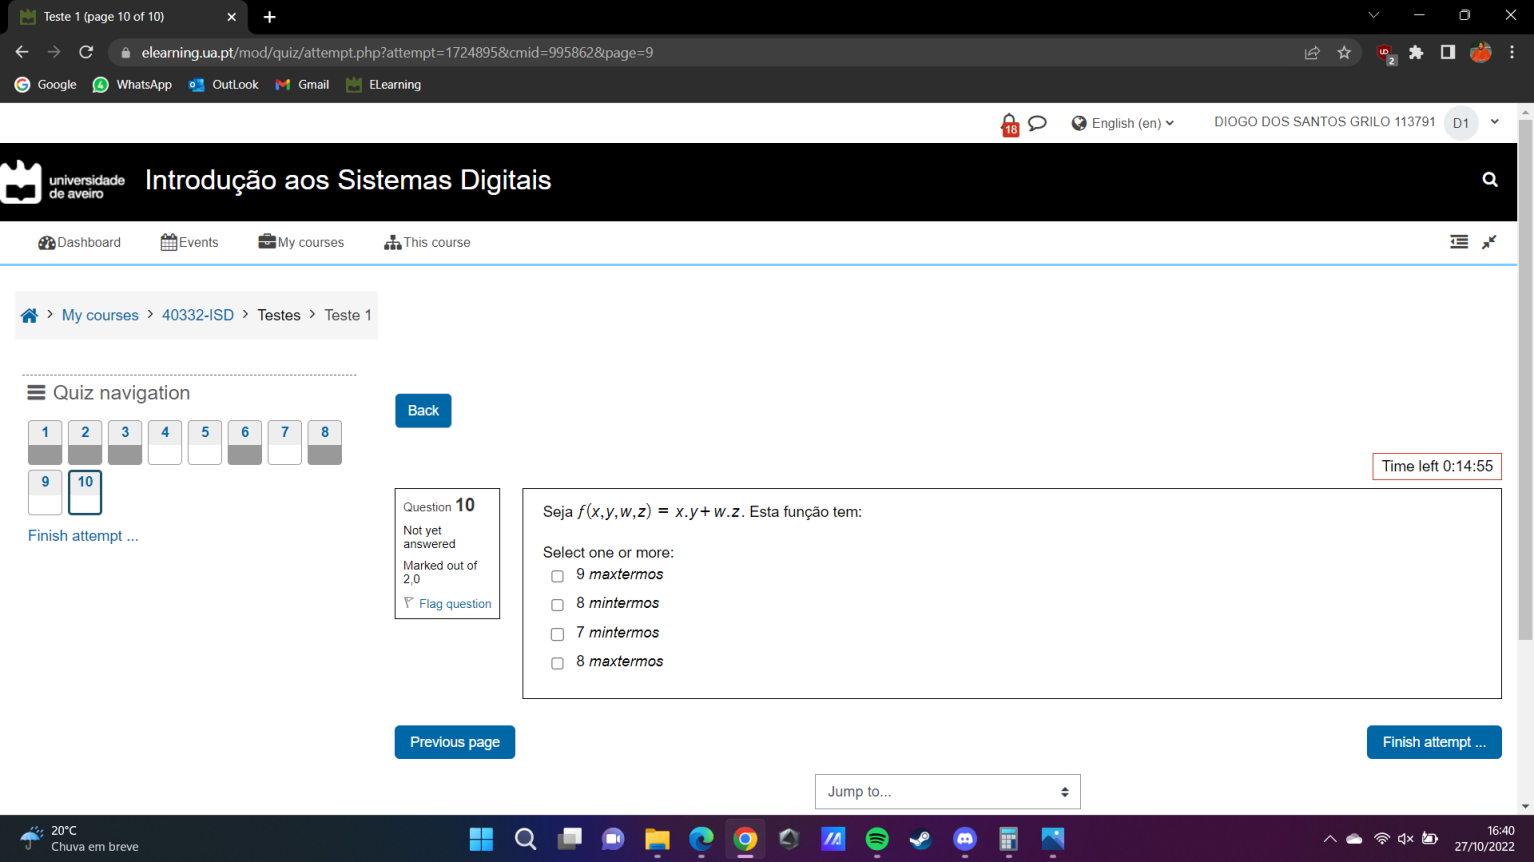 Teste 1 (page 10 of 10)
elearning.ua.pt/mod/quiz/attempt.php?attempt=1724895&cmid=995862&page=9
2
Google WhatsApp OutLook Gmail ELearning
18 English (en) DIOGO DOS SANTOS GRILO 113791 D1
universidade
de aveiro
Introdução aos Sistemas Digitais
Dashboard Events My courses This course
My courses > 40332-ISD > Testes > Teste 1
Quiz navigation
1 2 3 4 5 6 7 8
9 10
Finish attempt ...
Back
Time left 0:14:55
Question 10
Not yet
answered
Marked out of
2,0
Flag question
Seja f(x,y,w,z) = x.y+w.z. Esta função tem:
Select one or more:
9 maxtermos
8 mintermos
7 mintermos
8 maxtermos
Previous page
Finish attempt ...
Jump to...
20°C
Chuva em breve
16:40
27/10/2022